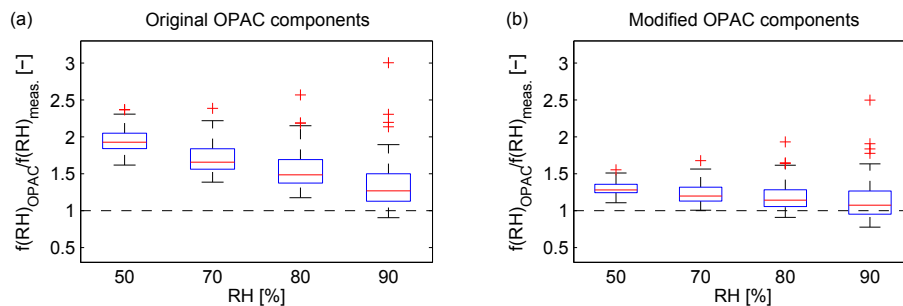 (a) Original OPAC components
f(RH)OPAC/f(RH)meas. [−]
3
2.5
2
1.5
1
0.5
50 70 80 90
RH [%]
(b) Modified OPAC components
f(RH)OPAC/f(RH)meas. [−]
3
2.5
2
1.5
1
0.5
50 70 80 90
RH [%]